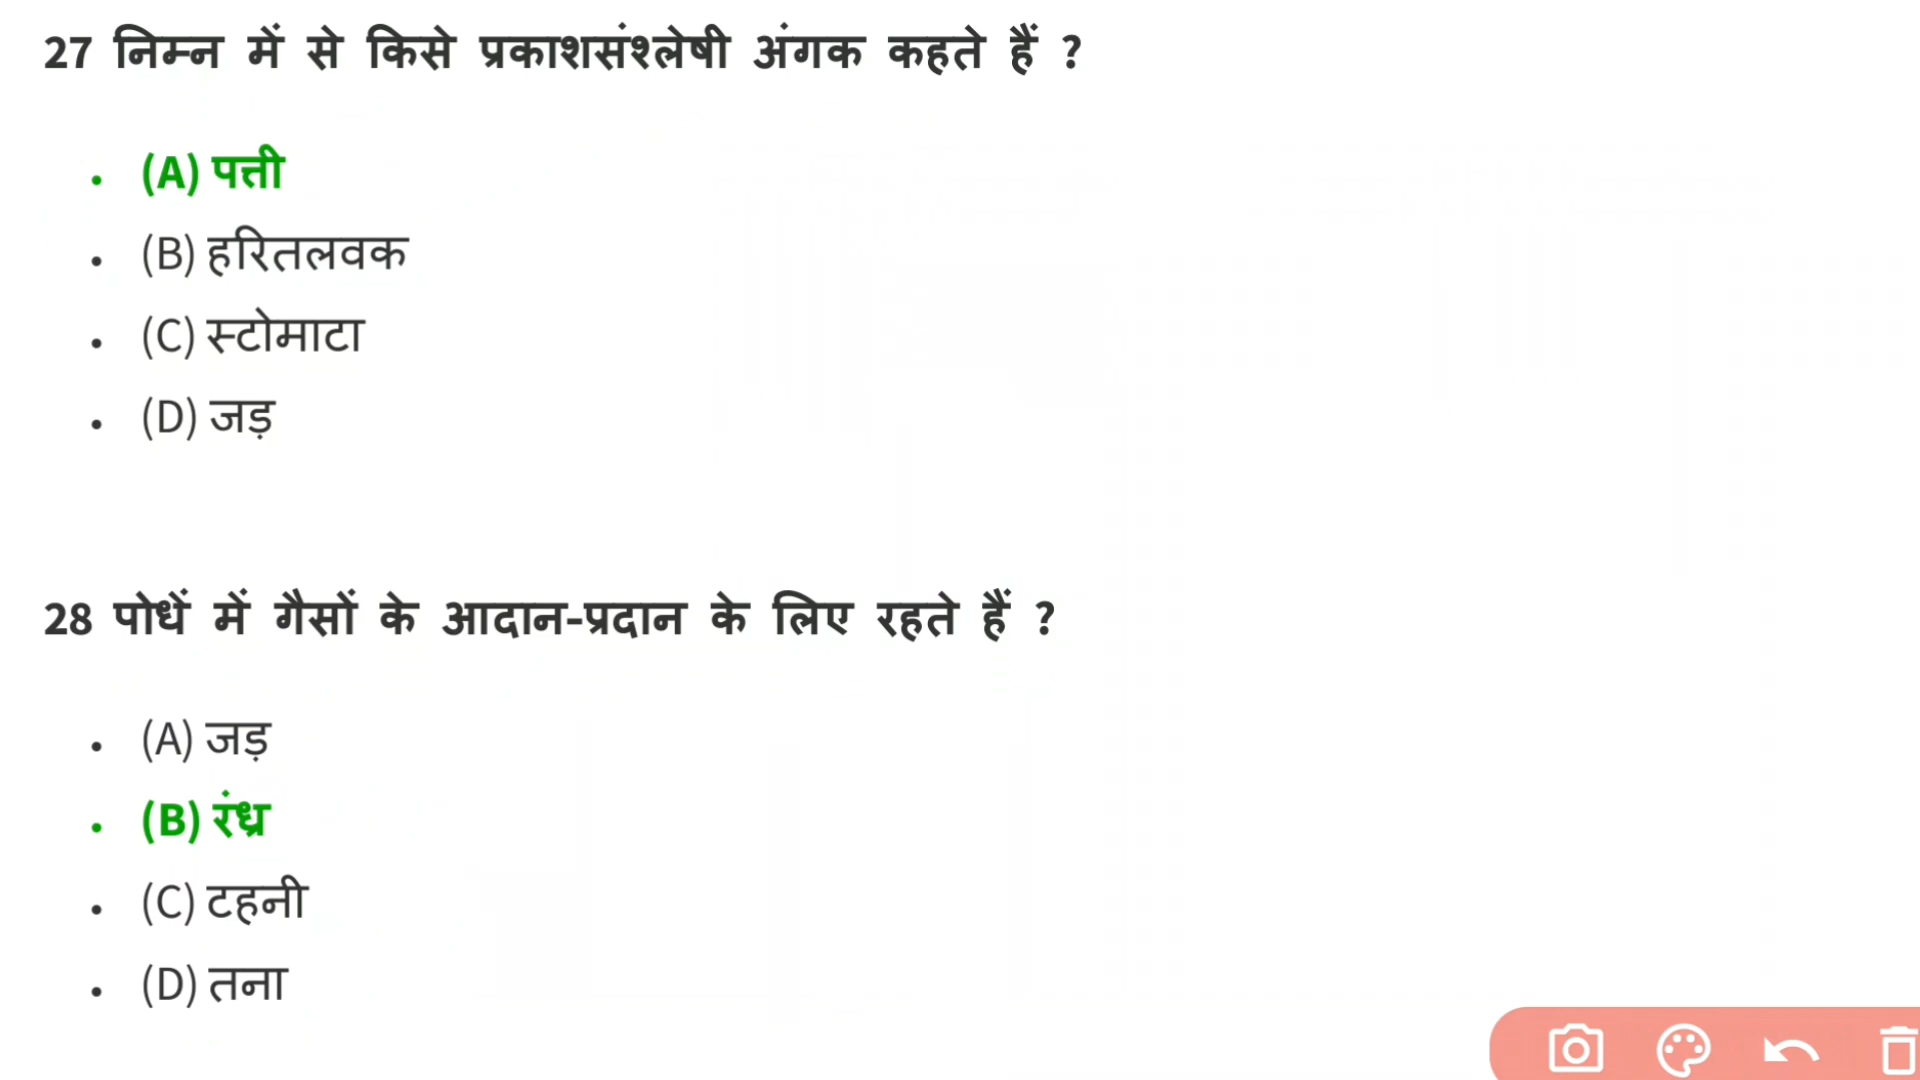 27 निम्न में से किसे प्रकाशसंश्लेषी अंगक कहते हैं ?
• (A) पत्ती
• (B) हरितलवक
• (C) स्टोमाटा
• (D) जड़
28 पोधें में गैसों के आदान-प्रदान के लिए रहते हैं ?
• (A) जड़
• (B) रंध्र
• (C) टहनी
• (D) तना